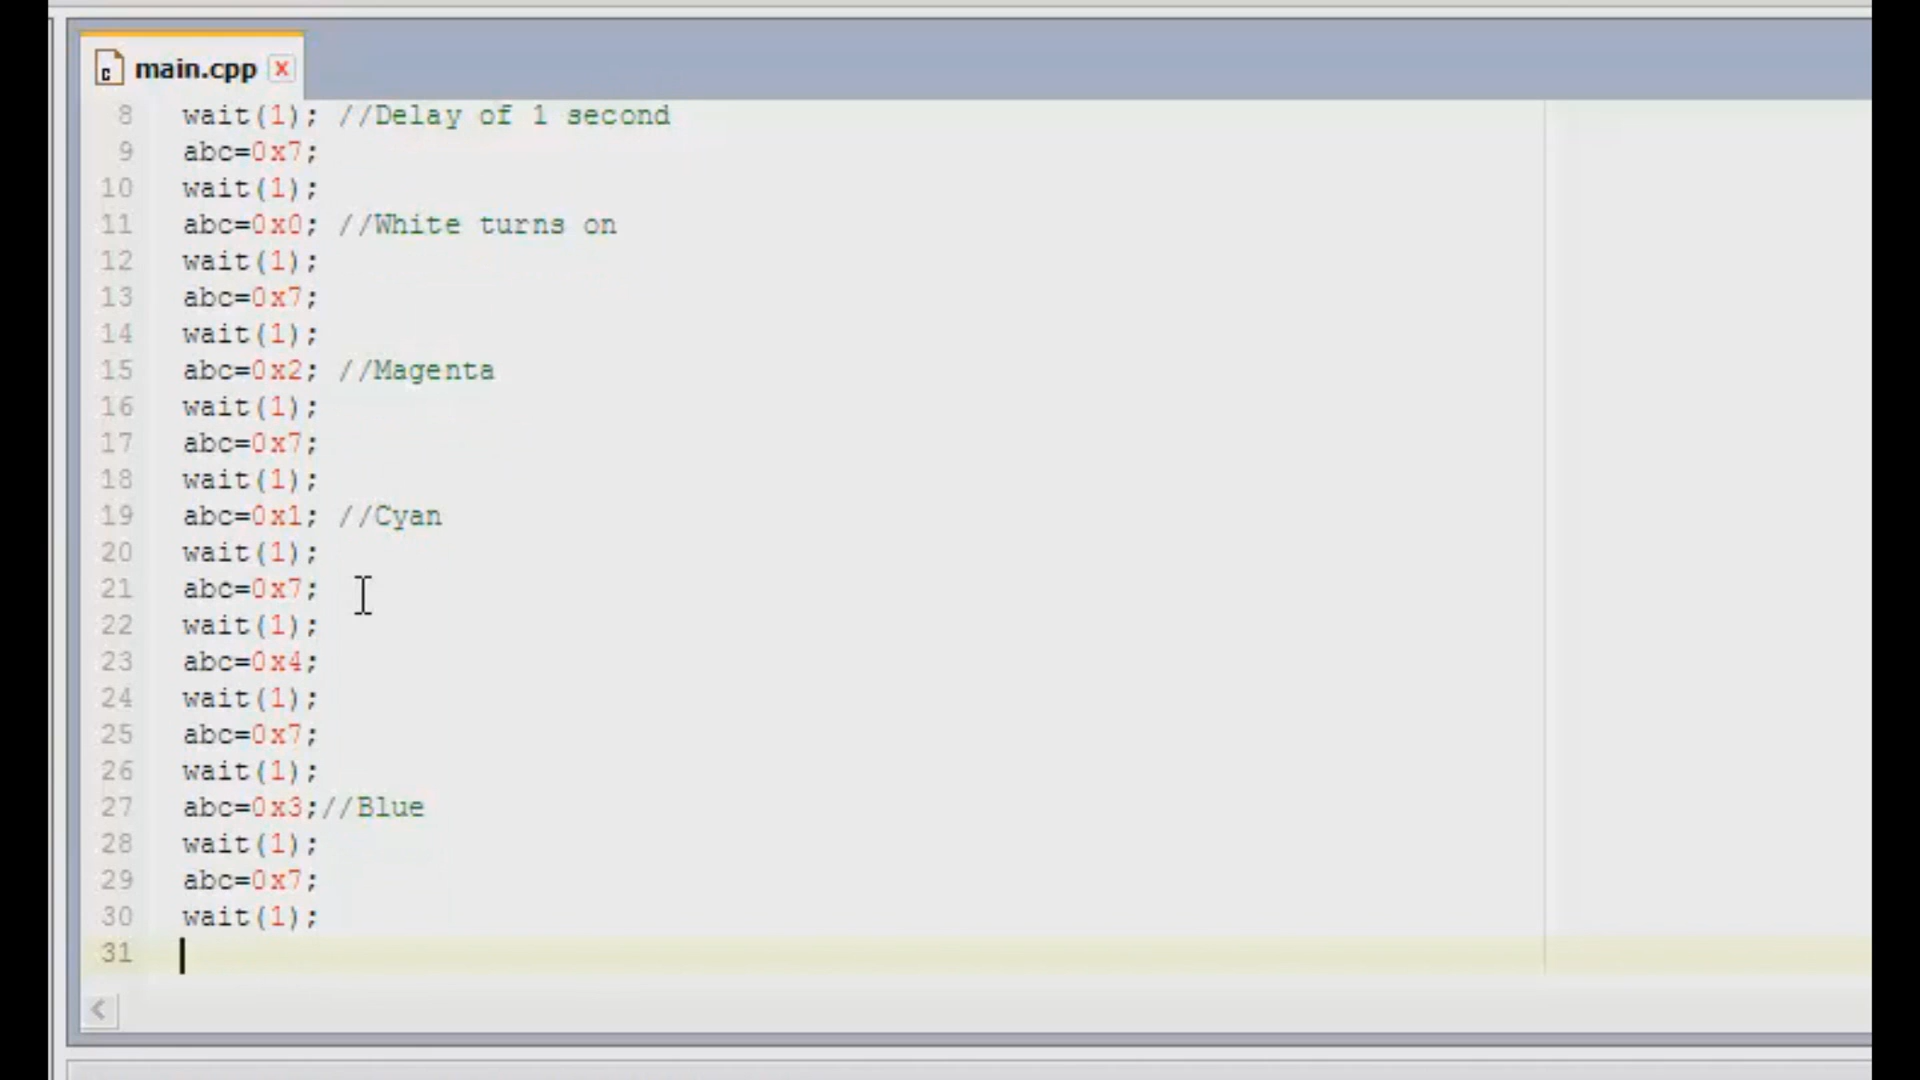 main.cpp
8 wait(1); //Delay of 1 second
9 abc=0x7;
10 wait(1);
11 abc=0x0; //White turns on
12 wait(1);
13 abc=0x7;
14 wait(1);
15 abc=0x2; //Magenta
16 wait(1);
17 abc=0x7;
18 wait(1);
19 abc=0x1; //Cyan
20 wait(1);
21 abc=0x7;
22 wait(1);
23 abc=0x4;
24 wait(1);
25 abc=0x7;
26 wait(1);
27 abc=0x3;//Blue
28 wait(1);
29 abc=0x7;
30 wait(1);
31